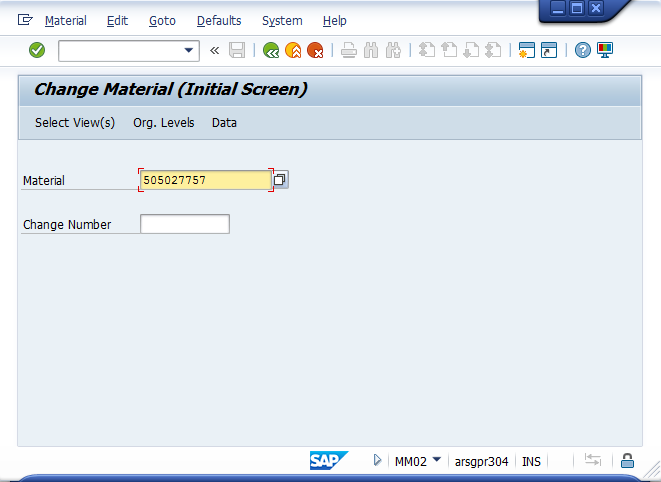 Material Edit Goto Defaults System Help
Change Material (Initial Screen)
Select View(s) Org. Levels Data
Material 505027757
Change Number
SAP MM02 arsgpr304 INS